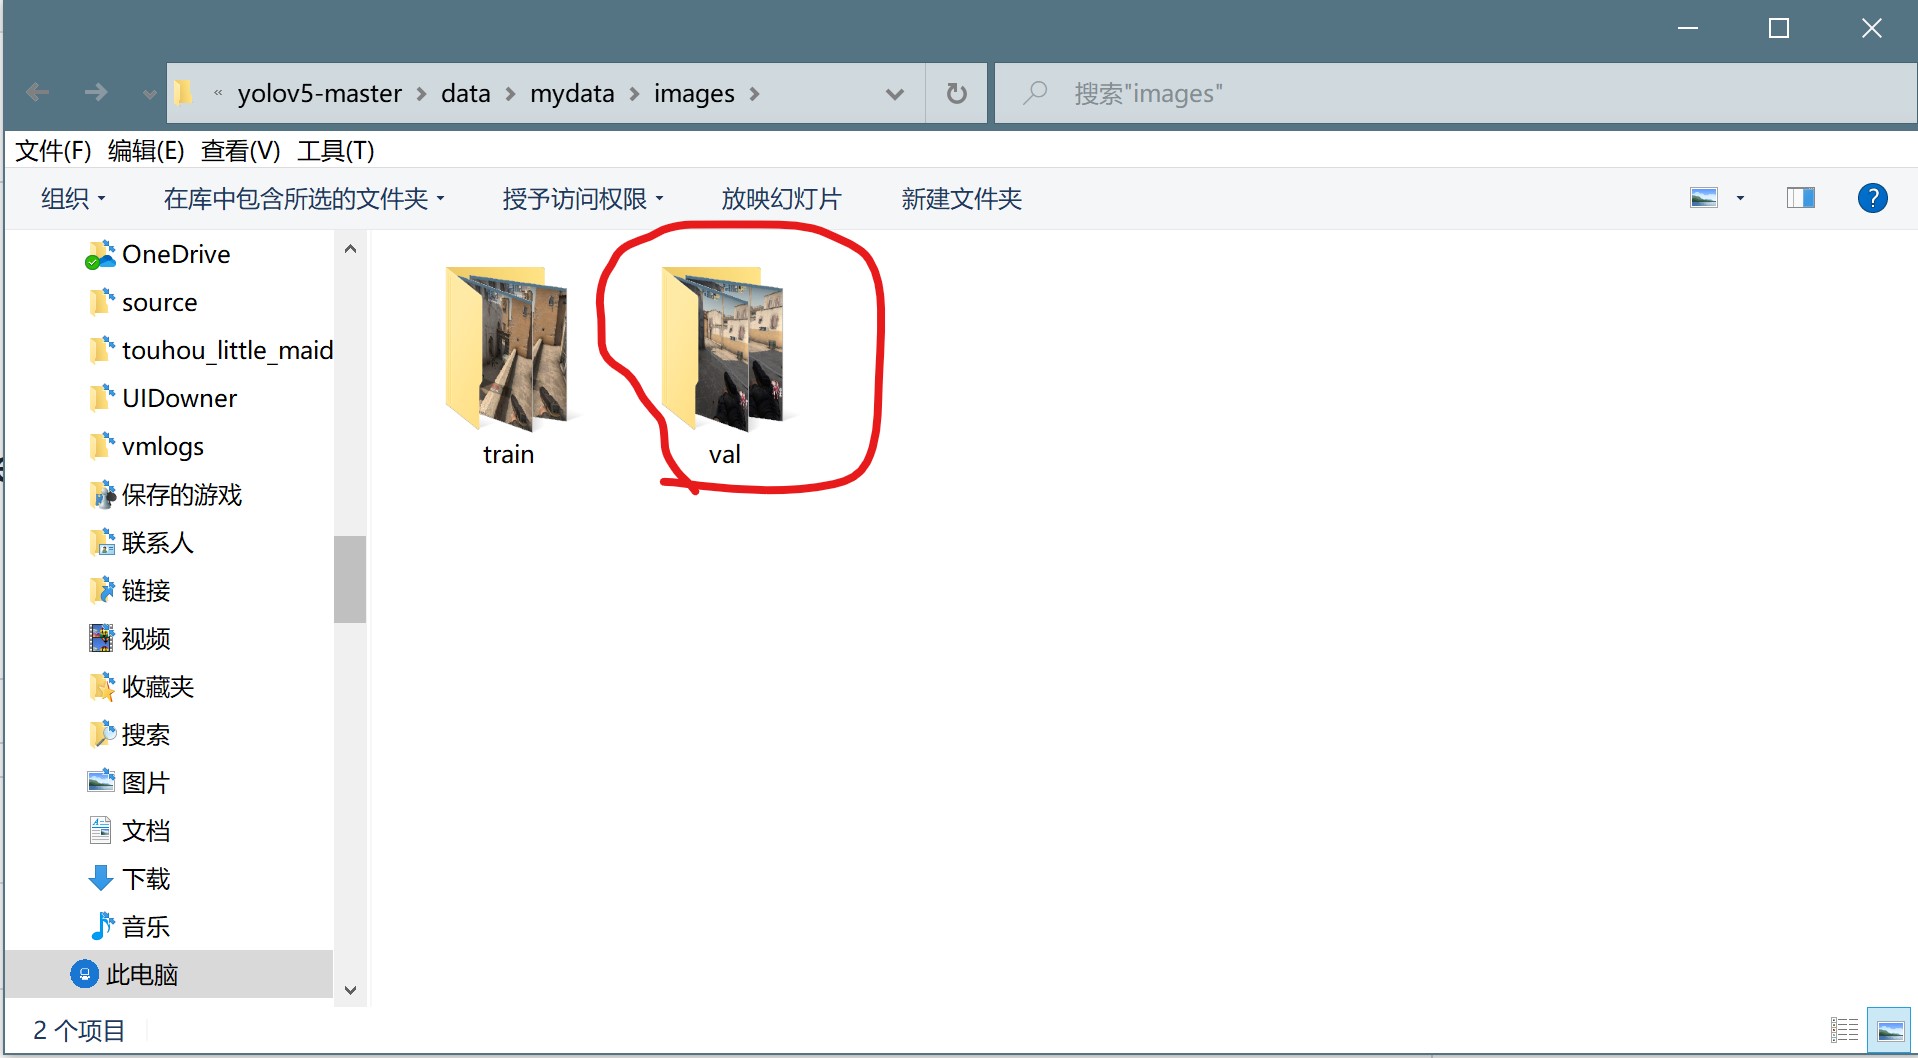 « yolov5-master > data > mydata > images >
搜索"images"
文件(F) 编辑(E) 查看(V) 工具(T)
组织 在库中包含所选的文件夹 授予访问权限 放映幻灯片 新建文件夹
OneDrive
source
touhou_little_maid
UIDowner
vmlogs
保存的游戏
联系人
链接
视频
收藏夹
搜索
图片
文档
下载
音乐
此电脑
train
val
2 个项目